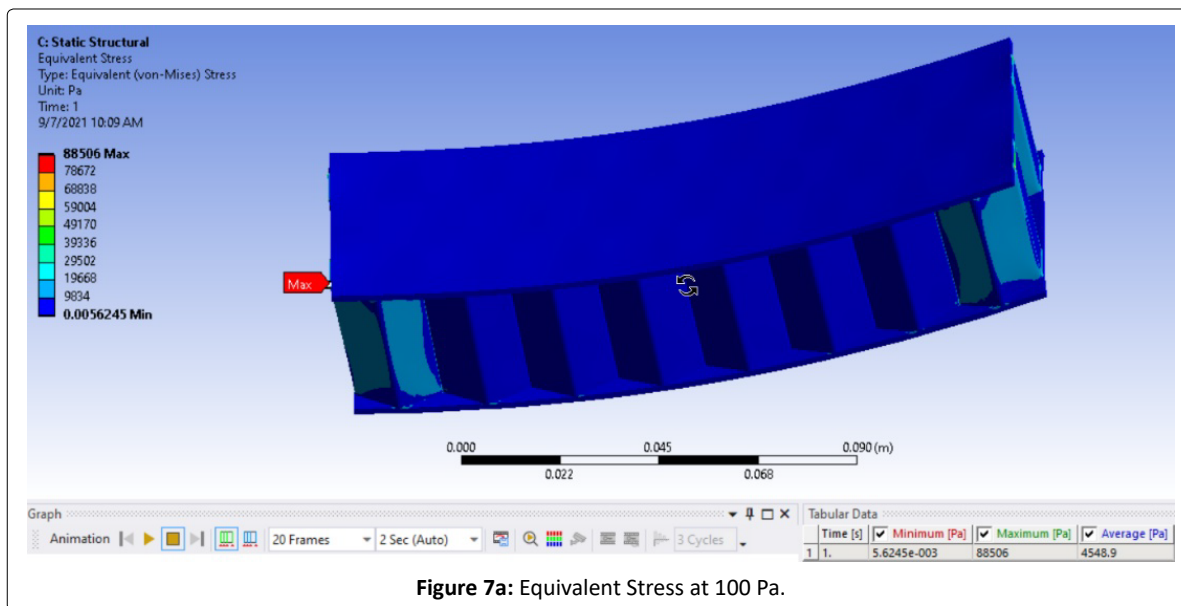 C: Static Structural
Equivalent Stress
Type: Equivalent (von-Mises) Stress
Unit: Pa
Time: 1
9/7/2021 10:09 AM
88506 Max
78672
68838
59004
49170
39336
29502
19668
9834
0.0056245 Min
Max
0.000 0.045 0.090 (m)
0.022 0.068
Graph
Animation 20 Frames 2 Sec (Auto) 3 Cycles
Tabular Data
Time [s] Minimum [Pa] Maximum [Pa] Average [Pa]
1 1. 5.6245e-003 88506 4548.9
Figure 7a: Equivalent Stress at 100 Pa.